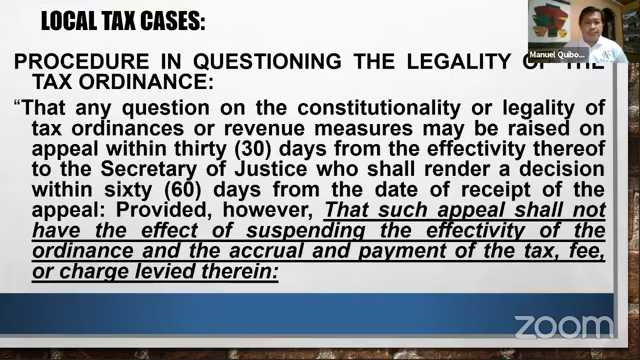 LOCAL TAX CASES:
Manuel Quibo...
PROCEDURE IN QUESTIONING THE LEGALITY OF THE
TAX ORDINANCE:
“That any question on the constitutionality or legality of
tax ordinances or revenue measures may be raised on
appeal within thirty (30) days from the effectivity thereof
to the Secretary of Justice who shall render a decision
within sixty (60) days from the date of receipt of the
appeal: Provided, however, That such appeal shall not
have the effect of suspending the effectivity of the
ordinance and the accrual and payment of the tax, fee,
or charge levied therein:
zoom